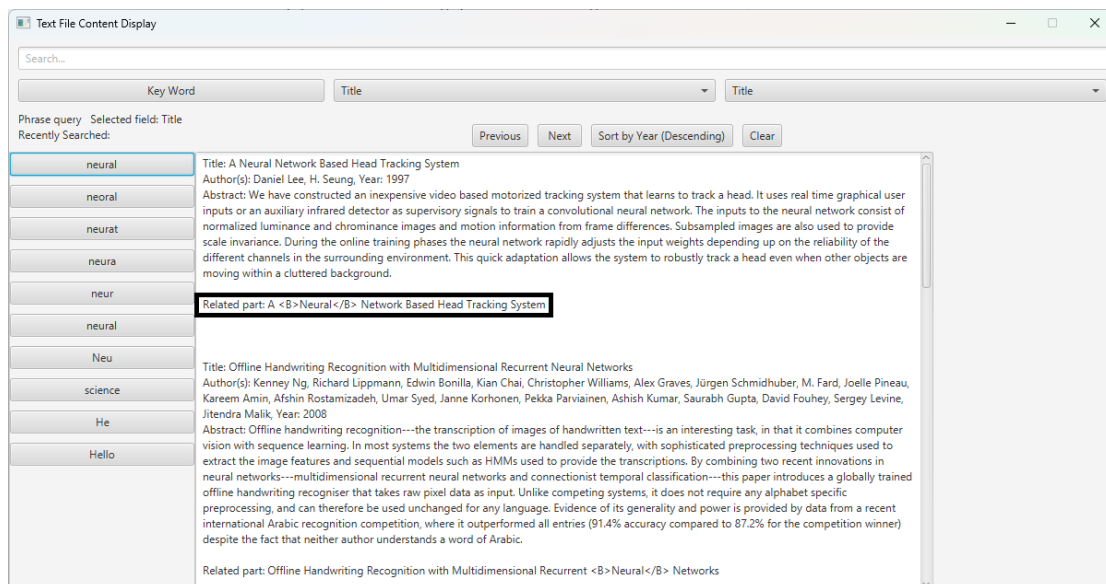 Text File Content Display
Search...
Key Word
Title
Title
Phrase query Selected field: Title
Recently Searched:
Previous
Next
Sort by Year (Descending)
Clear
neural
neoral
neurat
neura
neur
neural
Neu
science
He
Hello
Title: A Neural Network Based Head Tracking System
Author(s): Daniel Lee, H. Seung, Year: 1997
Abstract: We have constructed an inexpensive video based motorized tracking system that learns to track a head. It uses real time graphical user
inputs or an auxiliary infrared detector as supervisory signals to train a convolutional neural network. The inputs to the neural network consist of
normalized luminance and chrominance images and motion information from frame differences. Subsampled images are also used to provide
scale invariance. During the online training phases the neural network rapidly adjusts the input weights depending up on the reliability of the
different channels in the surrounding environment. This quick adaptation allows the system to robustly track a head even when other objects are
moving within a cluttered background.
Related part: A <B>Neural</B> Network Based Head Tracking System
Title: Offline Handwriting Recognition with Multidimensional Recurrent Neural Networks
Author(s): Kenney Ng, Richard Lippmann, Edwin Bonilla, Kian Chai, Christopher Williams, Alex Graves, Jürgen Schmidhuber, M. Fard, Joelle Pineau,
Kareem Amin, Afshin Rostamizadeh, Umar Syed, Janne Korhonen, Pekka Parviainen, Ashish Kumar, Saurabh Gupta, David Fouhey, Sergey Levine,
Jitendra Malik, Year: 2008
Abstract: Offline handwriting recognition---the transcription of images of handwritten text---is an interesting task, in that it combines computer
vision with sequence learning. In most systems the two elements are handled separately, with sophisticated preprocessing techniques used to
extract the image features and sequential models such as HMMs used to provide the transcriptions. By combining two recent innovations in
neural networks---multidimensional recurrent neural networks and connectionist temporal classification---this paper introduces a globally trained
offline handwriting recogniser that takes raw pixel data as input. Unlike competing systems, it does not require any alphabet specific
preprocessing, and can therefore be used unchanged for any language. Evidence of its generality and power is provided by data from a recent
international Arabic recognition competition, where it outperformed all entries (91.4% accuracy compared to 87.2% for the competition winner)
despite the fact that neither author understands a word of Arabic.
Related part: Offline Handwriting Recognition with Multidimensional Recurrent <B>Neural</B> Networks